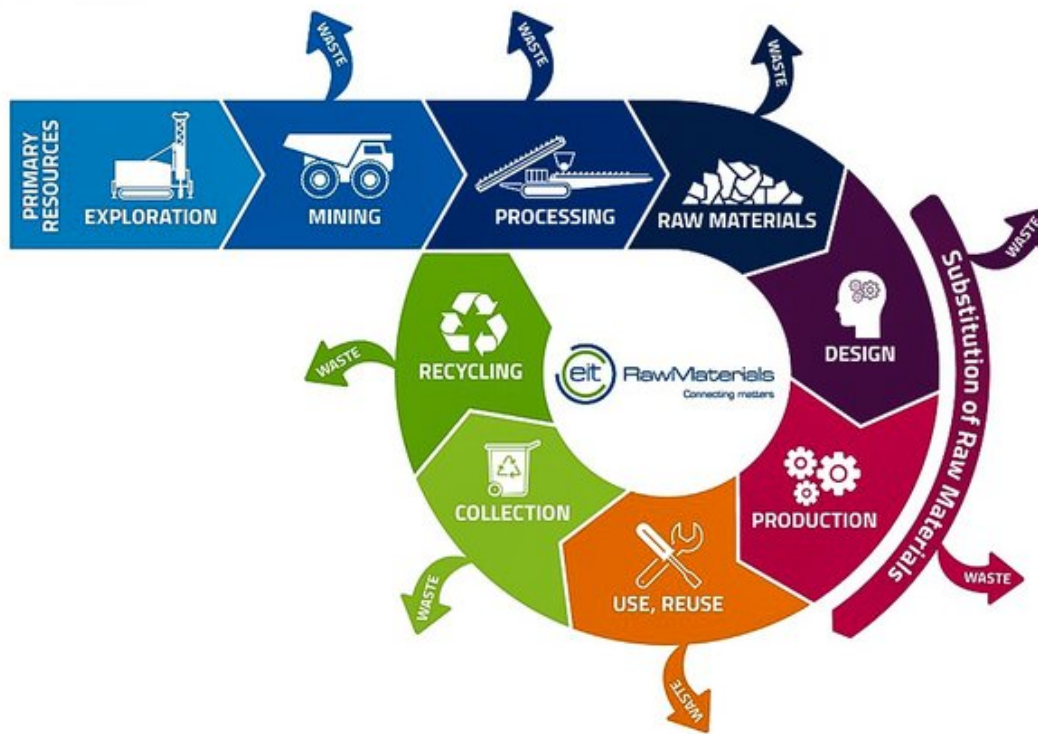 WASTE
WASTE
WASTE
PRIMARY
RESOURCES
EXPLORATION
MINING
PROCESSING
RAW MATERIALS
WASTE
Substitution of Raw Materials
DESIGN
PRODUCTION
WASTE
USE, REUSE
WASTE
COLLECTION
WASTE
RECYCLING
WASTE
eit RawMaterials
Connecting matters